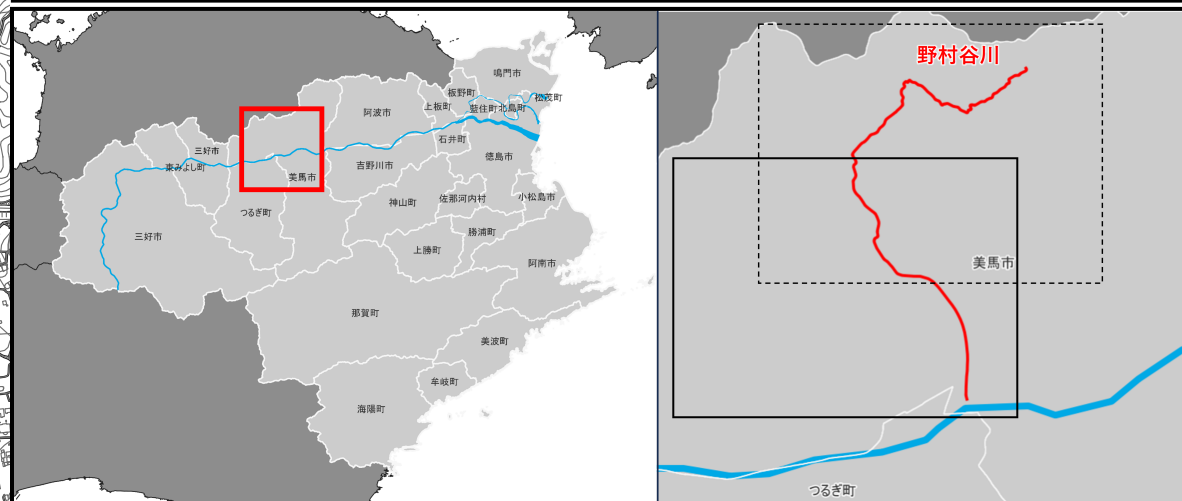 鳴門市
板野町
松茂町
上板町
藍住町
北島町
阿波市
石井町
三好市
東みよし町
徳島市
吉野川市
美馬市
佐那河内村
小松島市
神山町
つるぎ町
勝浦町
三好市
上勝町
阿南市
那賀町
美波町
牟岐町
海陽町
野村谷川
美馬市
つるぎ町